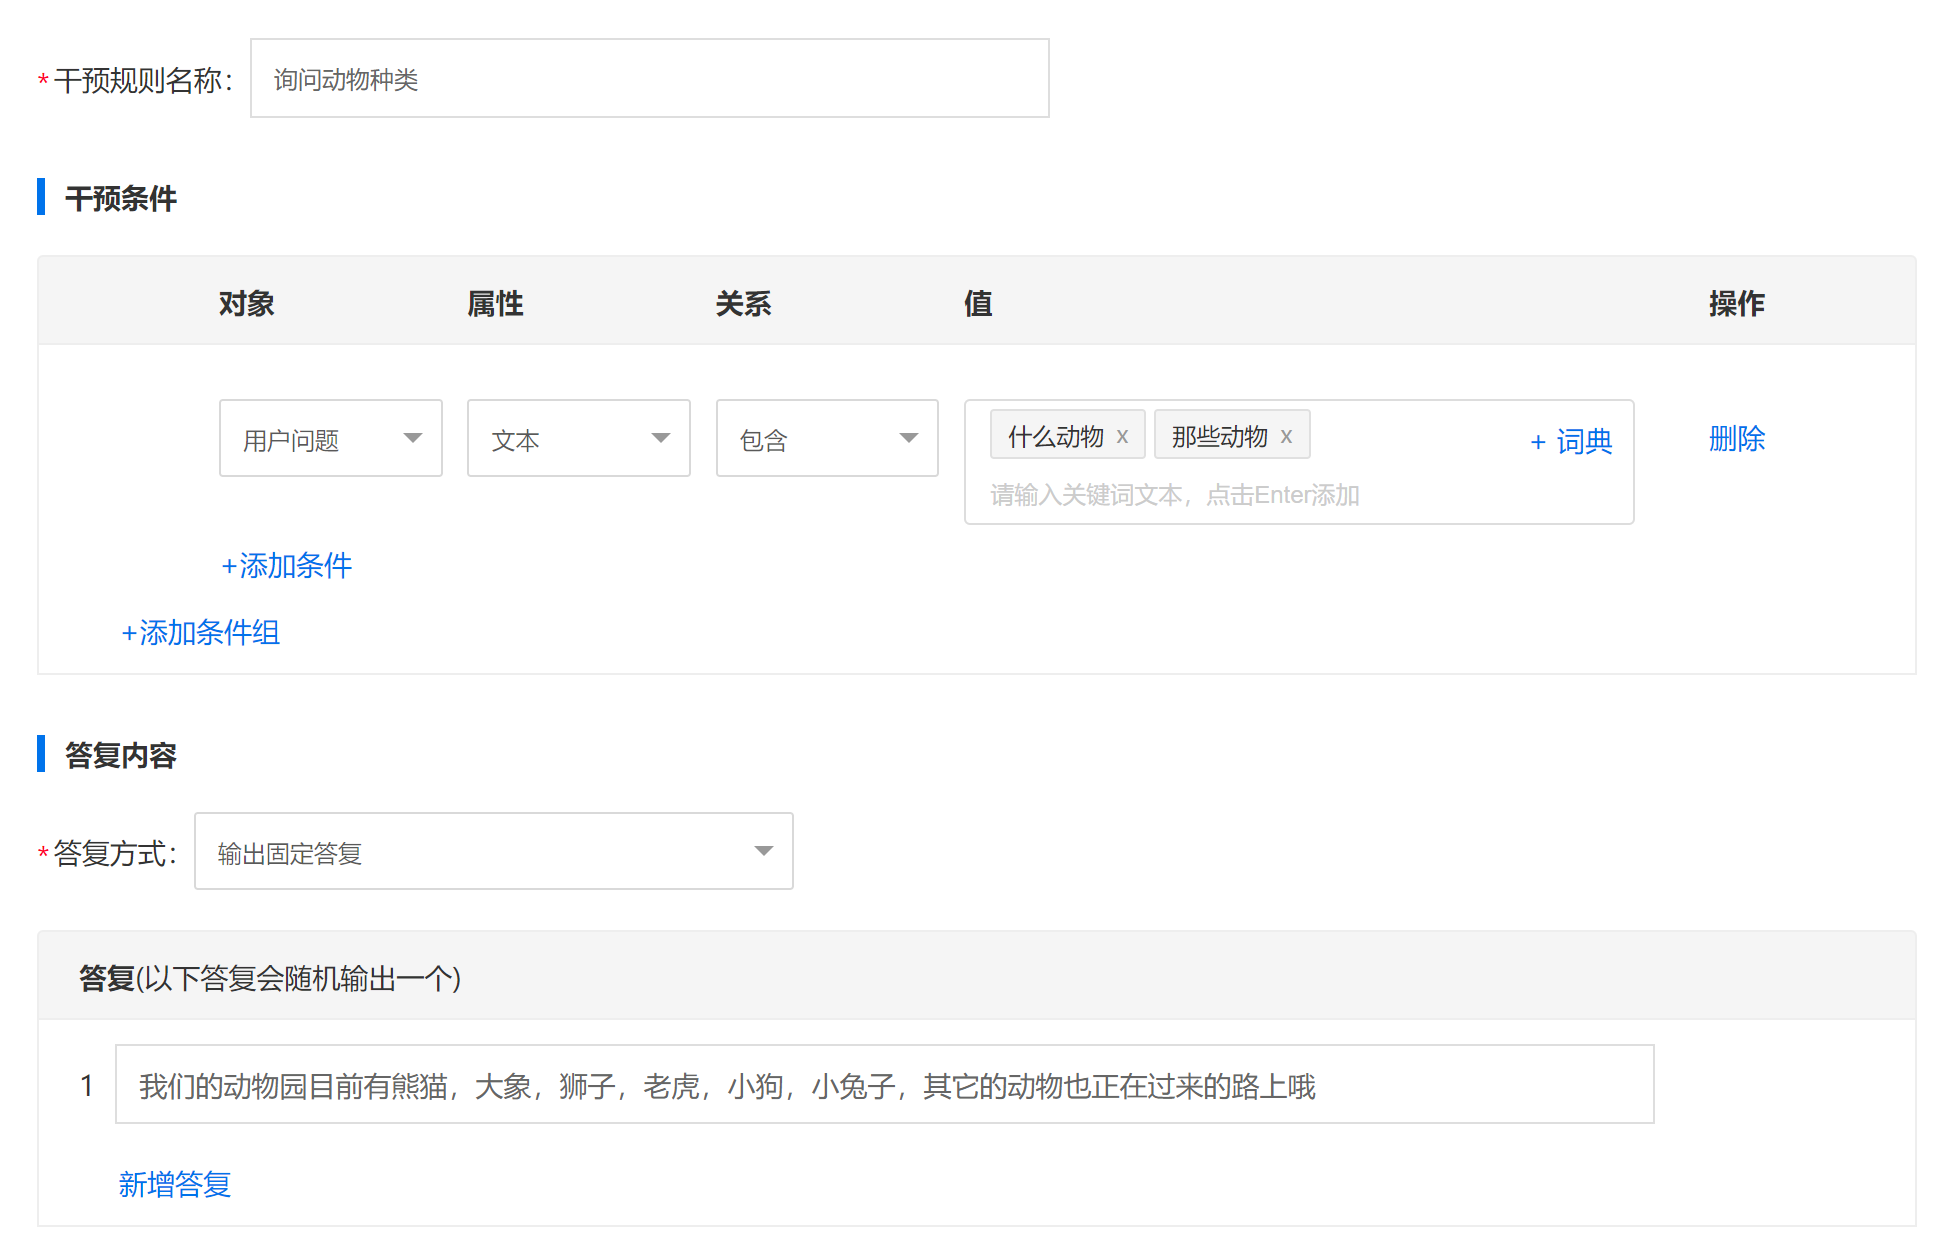 *干预规则名称： 询问动物种类
干预条件
对象 属性 关系 值 操作
用户问题 文本 包含 什么动物 x 那些动物 x + 词典 删除
请输入关键词文本，点击Enter添加
+添加条件
+添加条件组
答复内容
*答复方式： 输出固定答复
答复(以下答复会随机输出一个)
1 我们的动物园目前有熊猫，大象，狮子，老虎，小狗，小兔子，其它的动物也正在过来的路上哦
新增答复